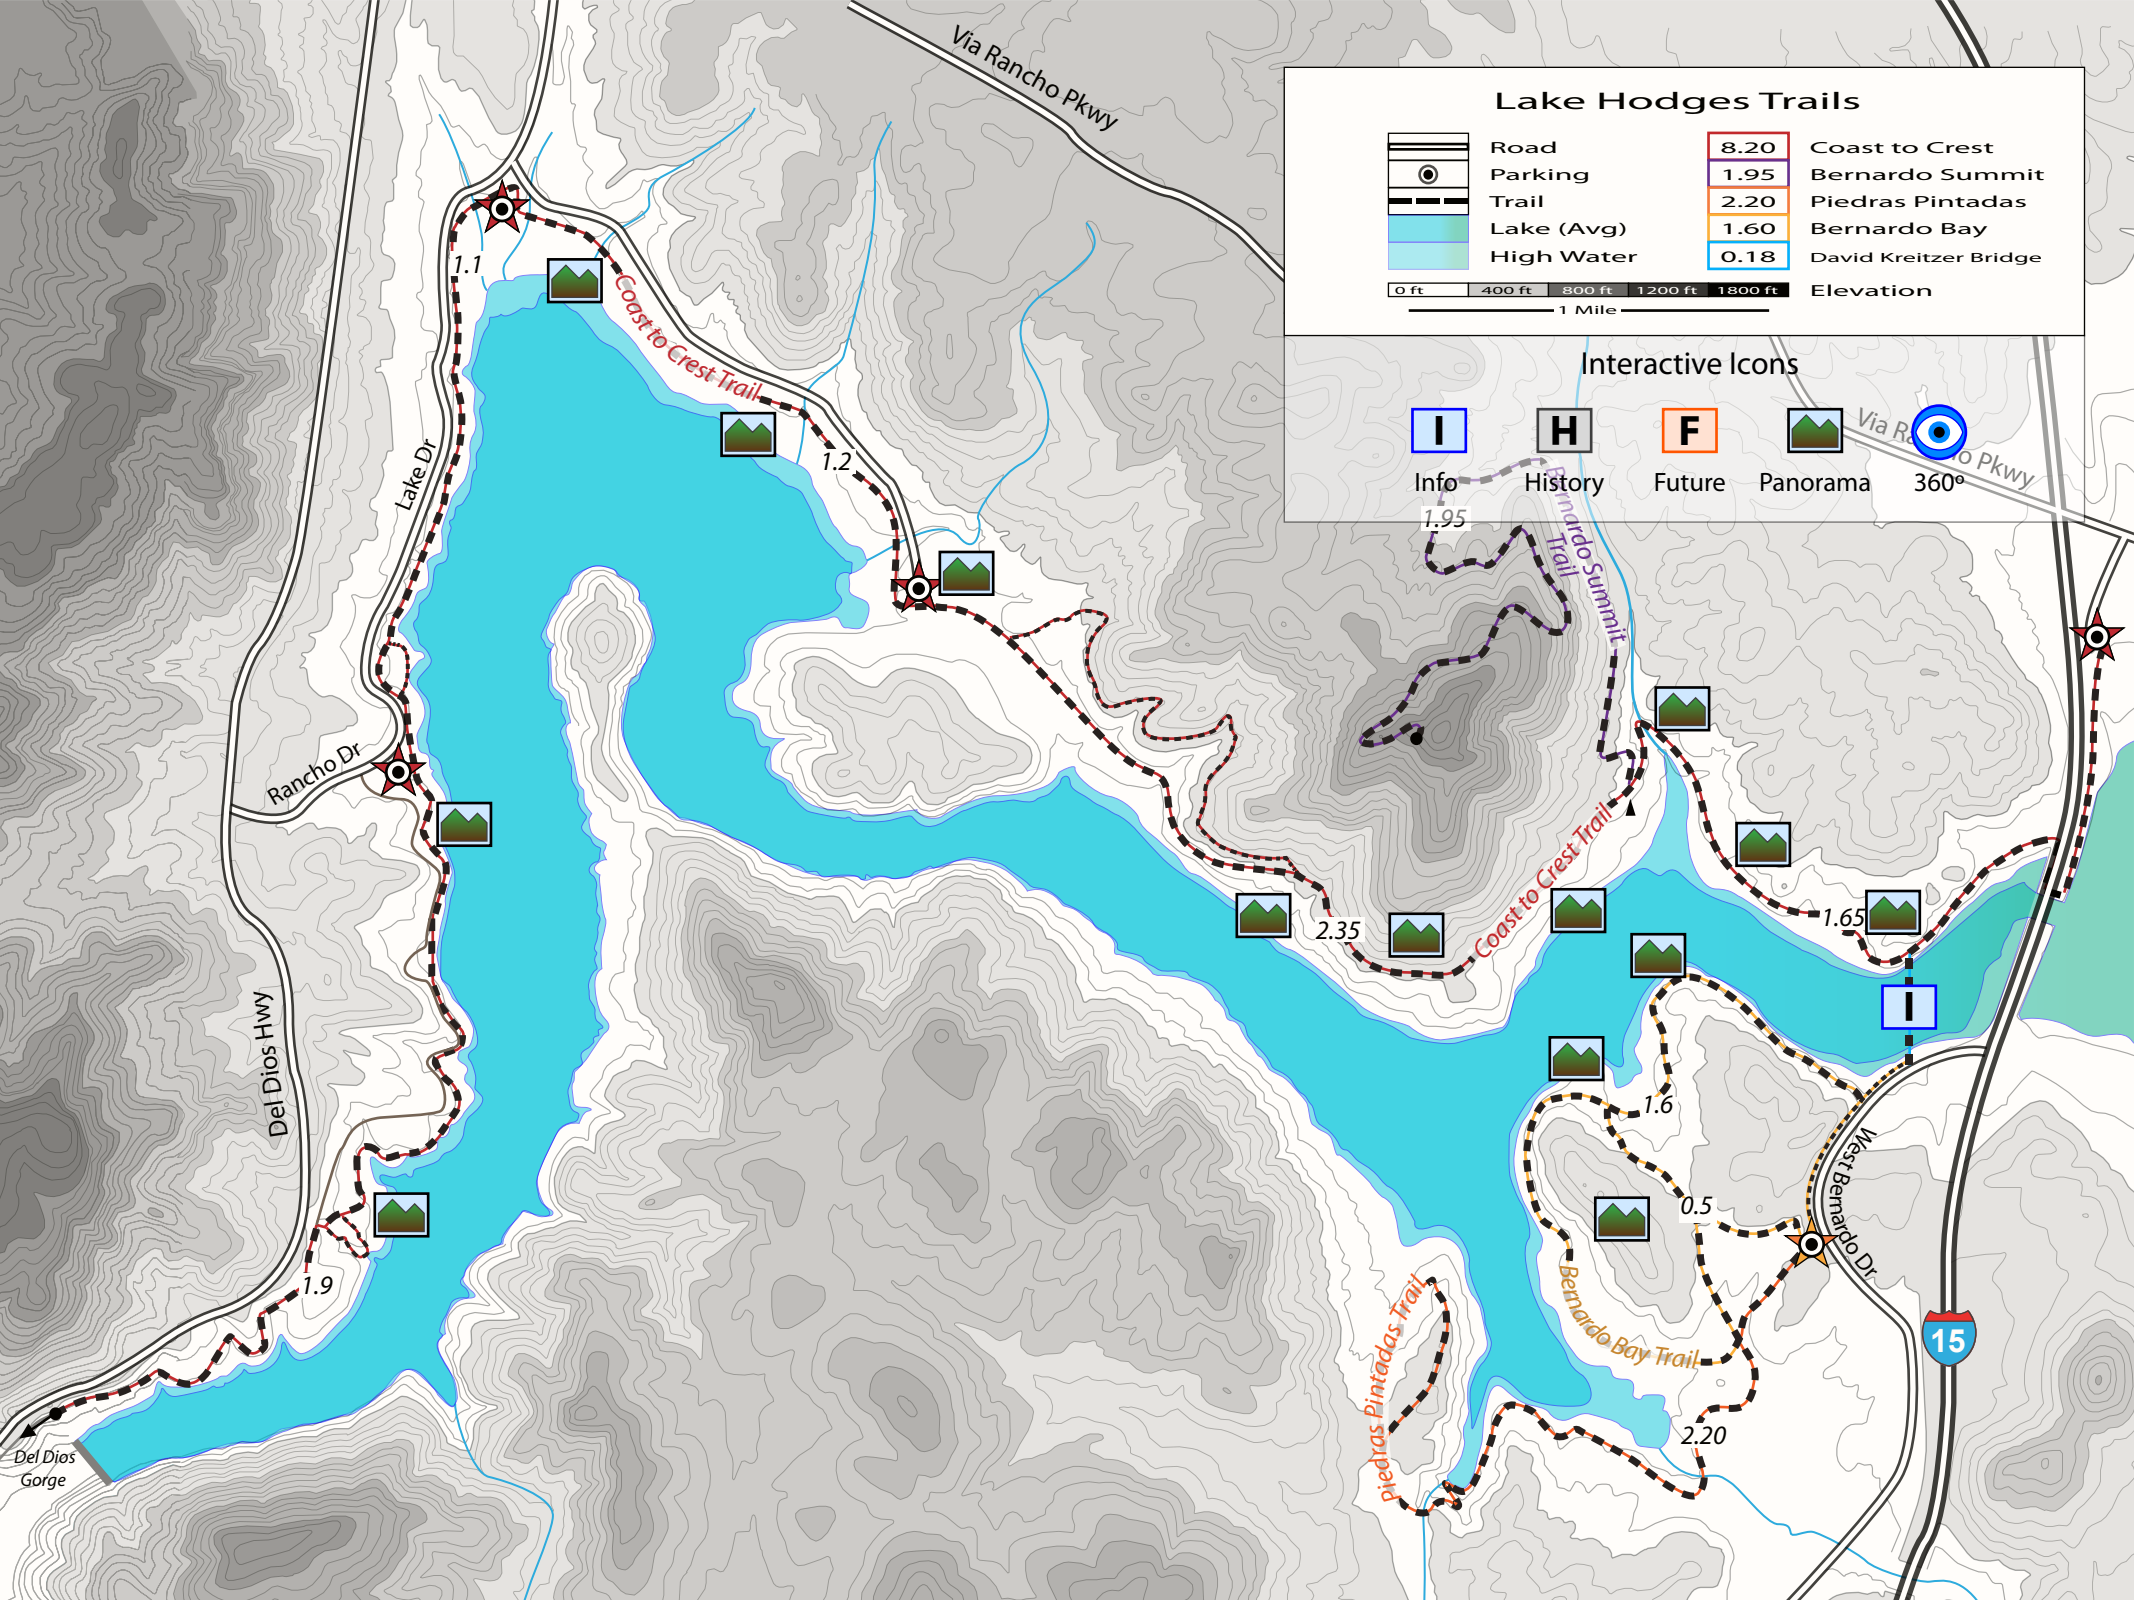 Via Rancho Pkwy
Lake Hodges Trails
Road
Parking
Trail
Lake (Avg)
High Water
8.20 Coast to Crest
1.95 Bernardo Summit
2.20 Piedras Pintadas
1.60 Bernardo Bay
0.18 David Kreitzer Bridge
0 ft 400 ft 800 ft 1200 ft 1800 ft Elevation
1 Mile
Interactive Icons
I H F
Info History Future Panorama 360º
Via Rancho Pkwy
1.95
Bernardo Summit
Trail
1.1
Coast to Crest Trail
1.2
Lake Dr
Rancho Dr
Coast to Crest Trail
2.35
1.65
I
Del Dios Hwy
1.6
West Bernardo Dr
0.5
1.9
Bernardo Bay Trail
Piedras Pintadas Trail
15
2.20
Del Dios
Gorge